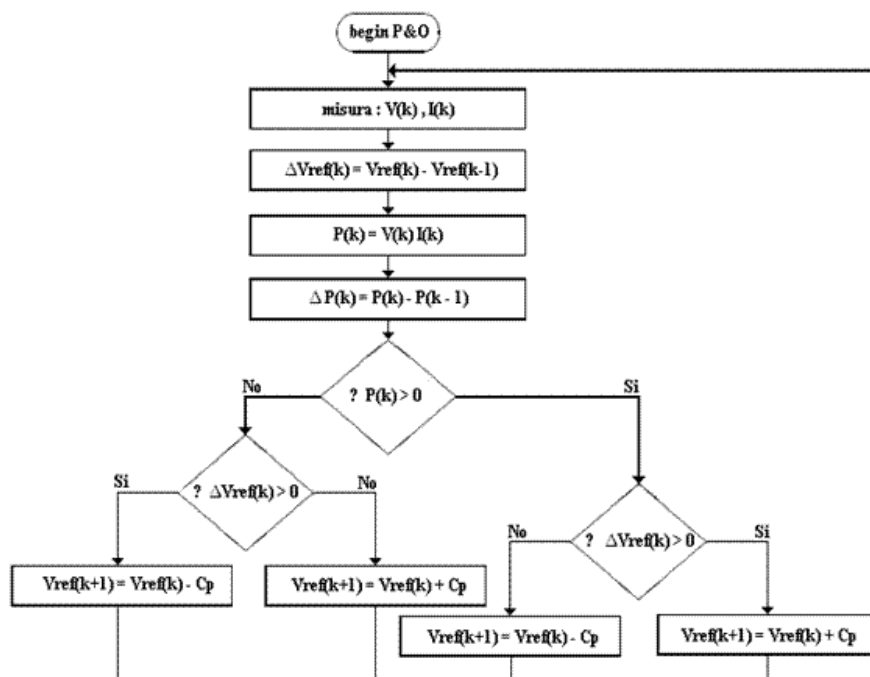 begin P&O
misura : V(k) , I(k)
ΔVref(k) = Vref(k) - Vref(k-1)
P(k) = V(k) I(k)
Δ P(k) = P(k) - P(k - 1)
? P(k) > 0
No
Si
? ΔVref(k) > 0
Si
No
? ΔVref(k) > 0
No
Si
Vref(k+1) = Vref(k) - Cp
Vref(k+1) = Vref(k) + Cp
Vref(k+1) = Vref(k) - Cp
Vref(k+1) = Vref(k) + Cp